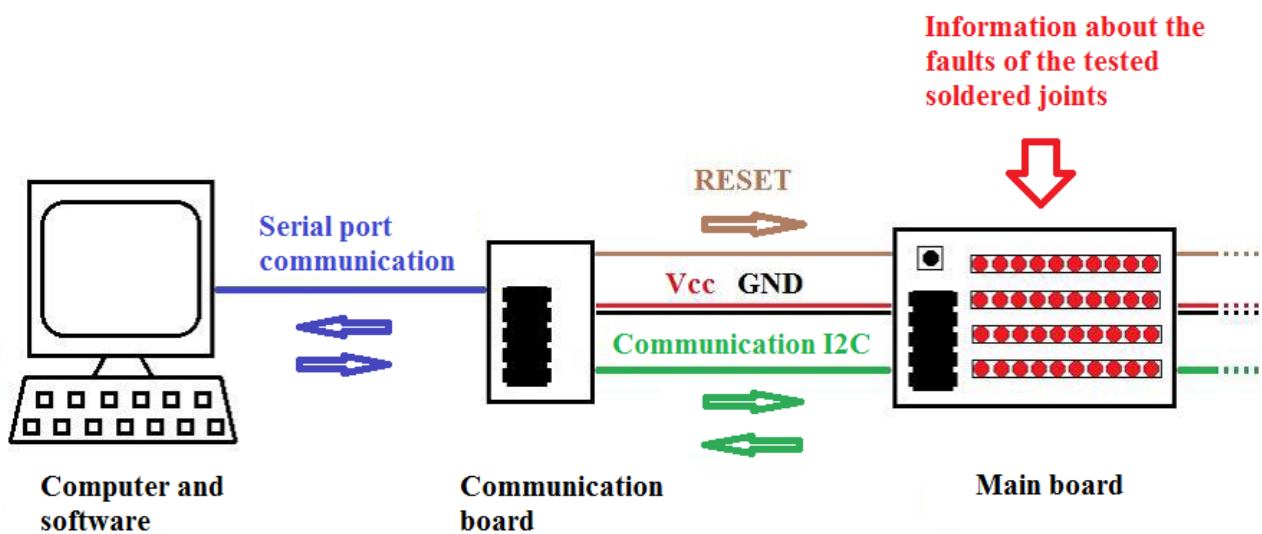 Information about the
faults of the tested
soldered joints
RESET
Serial port
communication
Vcc GND
Communication I2C
Computer and
software
Communication
board
Main board